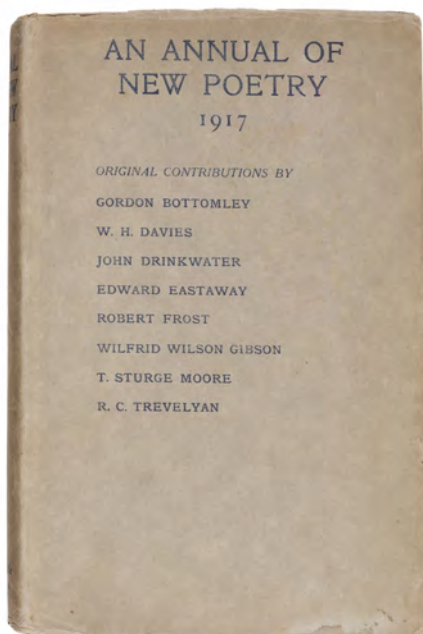 AN ANNUAL OF
NEW POETRY
1917
ORIGINAL CONTRIBUTIONS BY
GORDON BOTTOMLEY
W. H. DAVIES
JOHN DRINKWATER
EDWARD EASTAWAY
ROBERT FROST
WILFRID WILSON GIBSON
T. STURGE MOORE
R. C. TREVELYAN